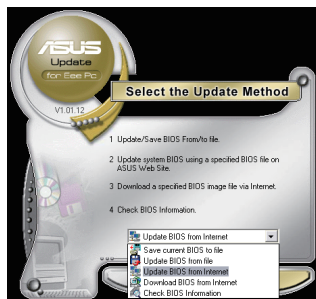 ASUS
Update
for Eee Pc
V1.01.12
Select the Update Method
1 Update/Save BIOS From/to file.
2 Update system BIOS using a specified BIOS file on
ASUS Web Site.
3 Download a specified BIOS image file via Internet.
4 Check BIOS Information.
Update BIOS from Internet
Save current BIOS to file
Update BIOS from file
Update BIOS from Internet
Download BIOS from Internet
Check BIOS Information